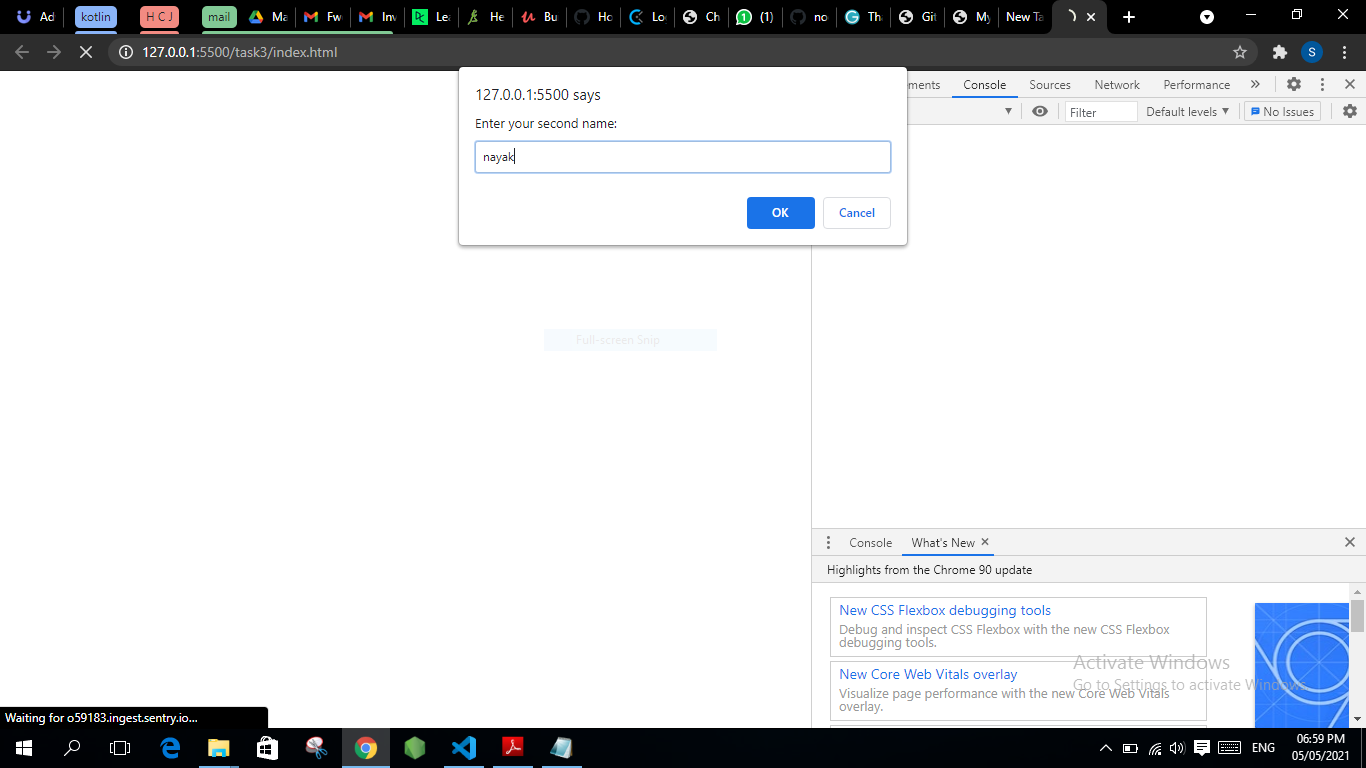 Ad kotlin H C J mail Ma Fw Inv Lea He Bu Ho Lo Ch (1) no Th Git My New Ta
127.0.0.1:5500/task3/index.html S
127.0.0.1:5500 says
Enter your second name:
nayak
OK Cancel
ments Console Sources Network Performance
Filter Default levels No Issues
Full-screen Snip
Console What's New
Highlights from the Chrome 90 update
New CSS Flexbox debugging tools
Debug and inspect CSS Flexbox with the new CSS Flexbox
debugging tools.
New Core Web Vitals overlay
Visualize page performance with the new Core Web Vitals
overlay.
Activate Windows
Go to Settings to activate Windows.
Waiting for o59183.ingest.sentry.io...
ENG
06:59 PM
05/05/2021